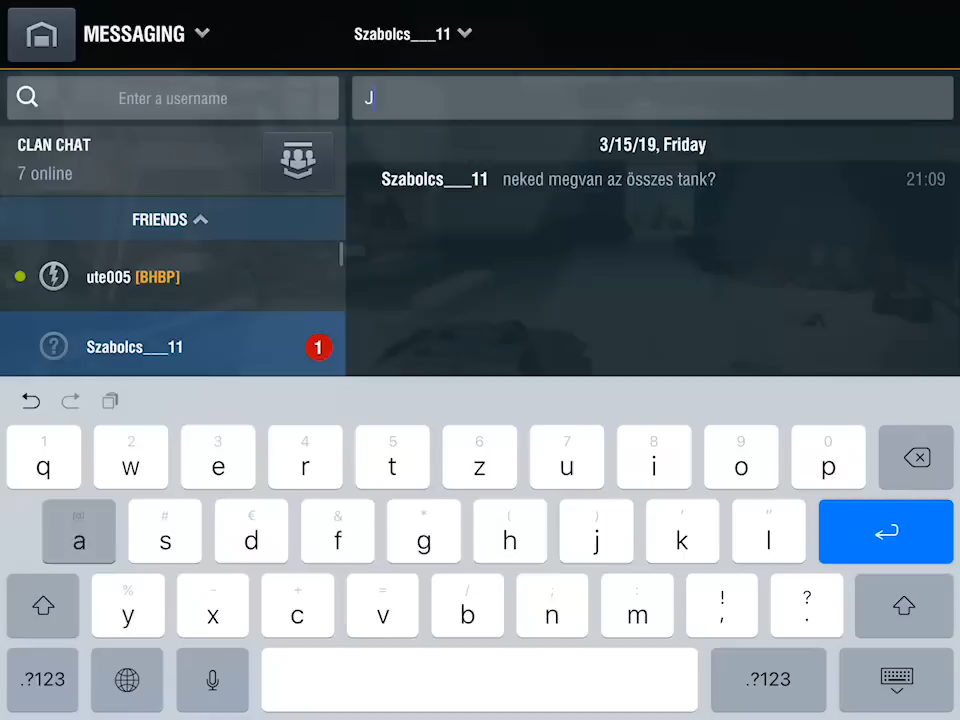 MESSAGING
Szabolcs___11
Enter a username
J
CLAN CHAT
7 online
3/15/19, Friday
Szabolcs___11 neked megvan az összes tank? 21:09
FRIENDS
ute005 [BHBP]
Szabolcs___11 1
1 2 3 4 5 6 7 8 9 0
q w e r t z u i o p
@ # € & * ( ) ' "
a s d f g h j k l
% - + = / ; : ! ?
y x c v b n m , .
.?123 .?123